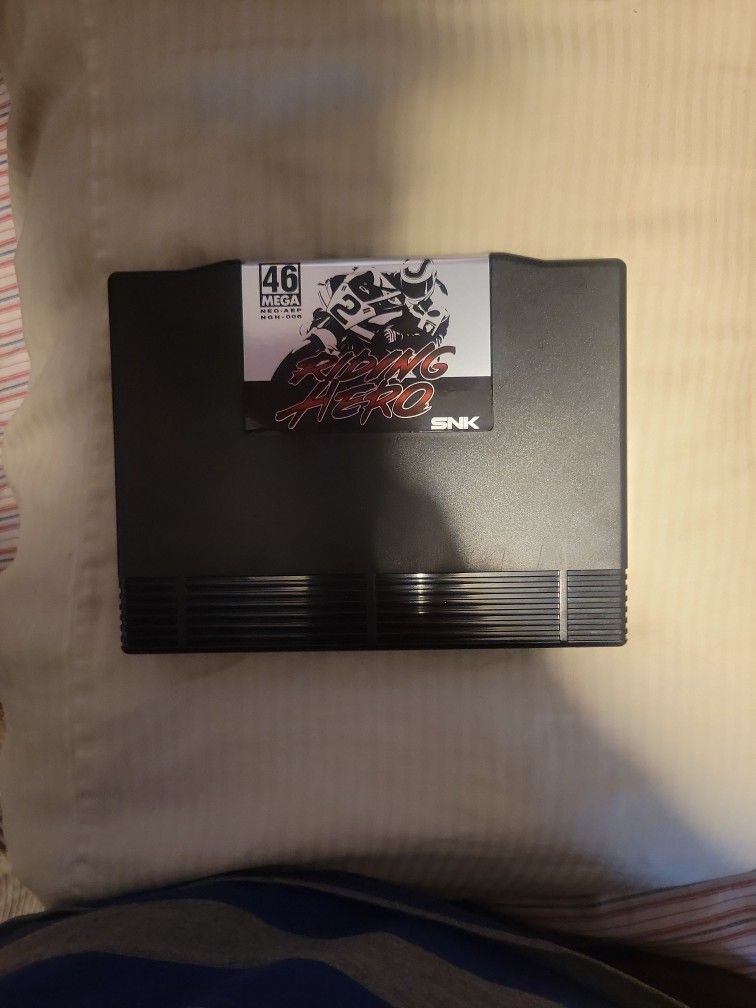 46
MEGA
NEO-AEP
NGH-006
2
RIDING
HERO
SNK